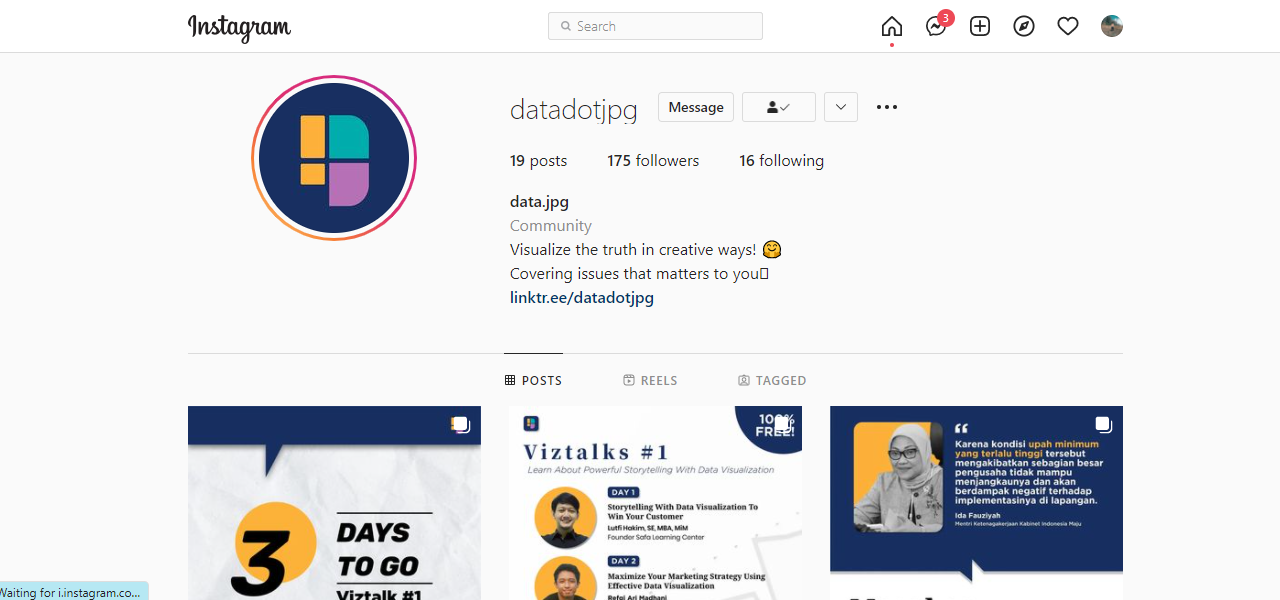 Instagram
Search
3
datadotjpg
Message
19 posts
175 followers
16 following
data.jpg
Community
Visualize the truth in creative ways! 🤗
Covering issues that matters to you
linktr.ee/datadotjpg
POSTS
REELS
TAGGED
3 DAYS
TO GO
Viztalk #1
100%
FREE!
Viztalks #1
Learn About Powerful Storytelling With Data Visualization
DAY 1
Storytelling With Data Visualization To
Win Your Customer
Lutfi Hakim, SE, MBA, MIM
Founder Safa Learning Center
DAY 2
Maximize Your Marketing Strategy Using
Effective Data Visualization
Refqi Ari Madhani
“
Karena kondisi upah minimum
yang terlalu tinggi tersebut
mengakibatkan sebagian besar
pengusaha tidak mampu
menjangkaunya dan akan
berdampak negatif terhadap
implementasinya di lapangan.
Ida Fauziyah
Mentri Ketenagakerjaan Kabinet Indonesia Maju
Waiting for i.instagram.co...